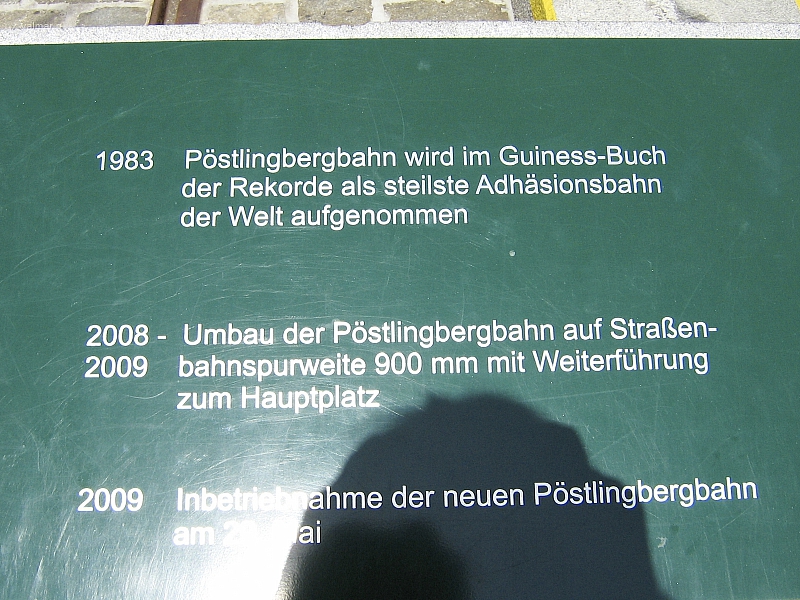 1983 Pöstlingbergbahn wird im Guiness-Buch
der Rekorde als steilste Adhäsionsbahn
der Welt aufgenommen
2008 - Umbau der Pöstlingbergbahn auf Straßen-
2009 bahnspurweite 900 mm mit Weiterführung
zum Hauptplatz
2009 Inbetriebnahme der neuen Pöstlingbergbahn
am